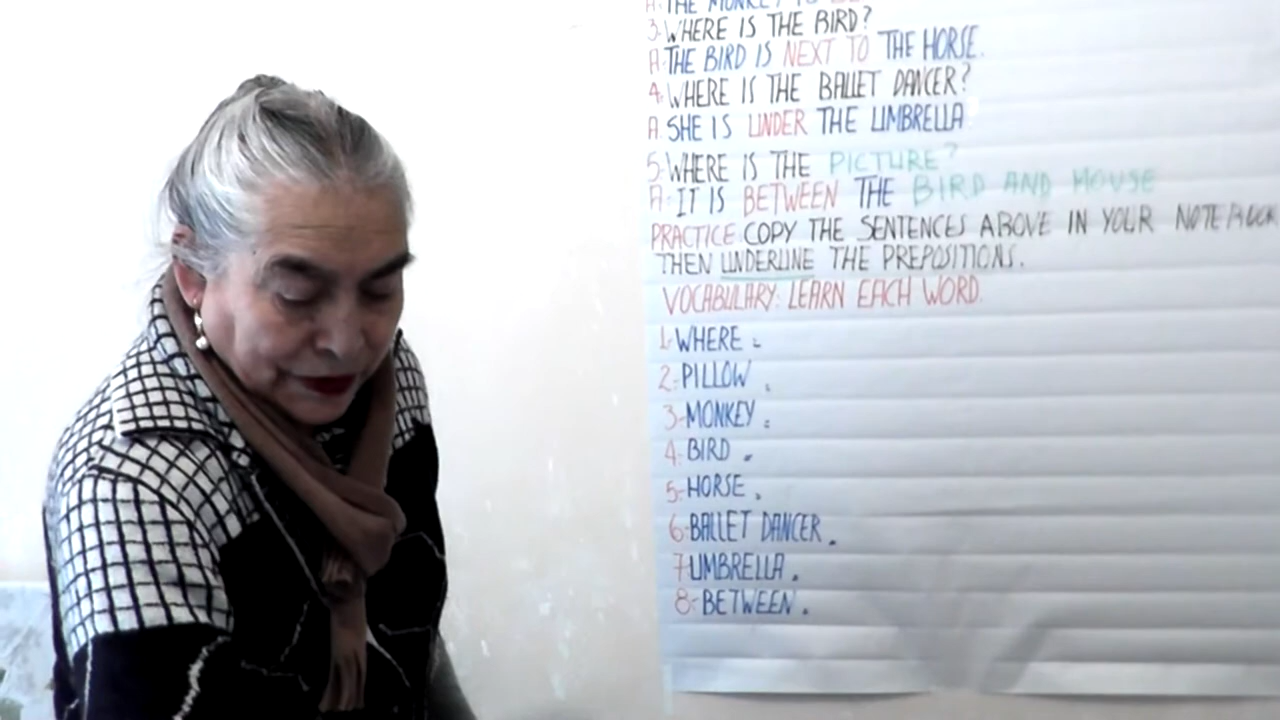 A. THE MONKEY
3. WHERE IS THE BIRD?
A. THE BIRD IS NEXT TO THE HORSE.
4. WHERE IS THE BALLET DANCER?
A. SHE IS UNDER THE UMBRELLA
5. WHERE IS THE PICTURE?
A. IT IS BETWEEN THE BIRD AND MOUSE
PRACTICE COPY THE SENTENCES ABOVE IN YOUR NOTEBOOK
THEN UNDERLINE THE PREPOSITIONS.
VOCABULARY: LEARN EACH WORD.
1- WHERE :
2- PILLOW .
3- MONKEY :
4- BIRD .
5- HORSE .
6- BALLET DANCER .
7 UMBRELLA .
8- BETWEEN .